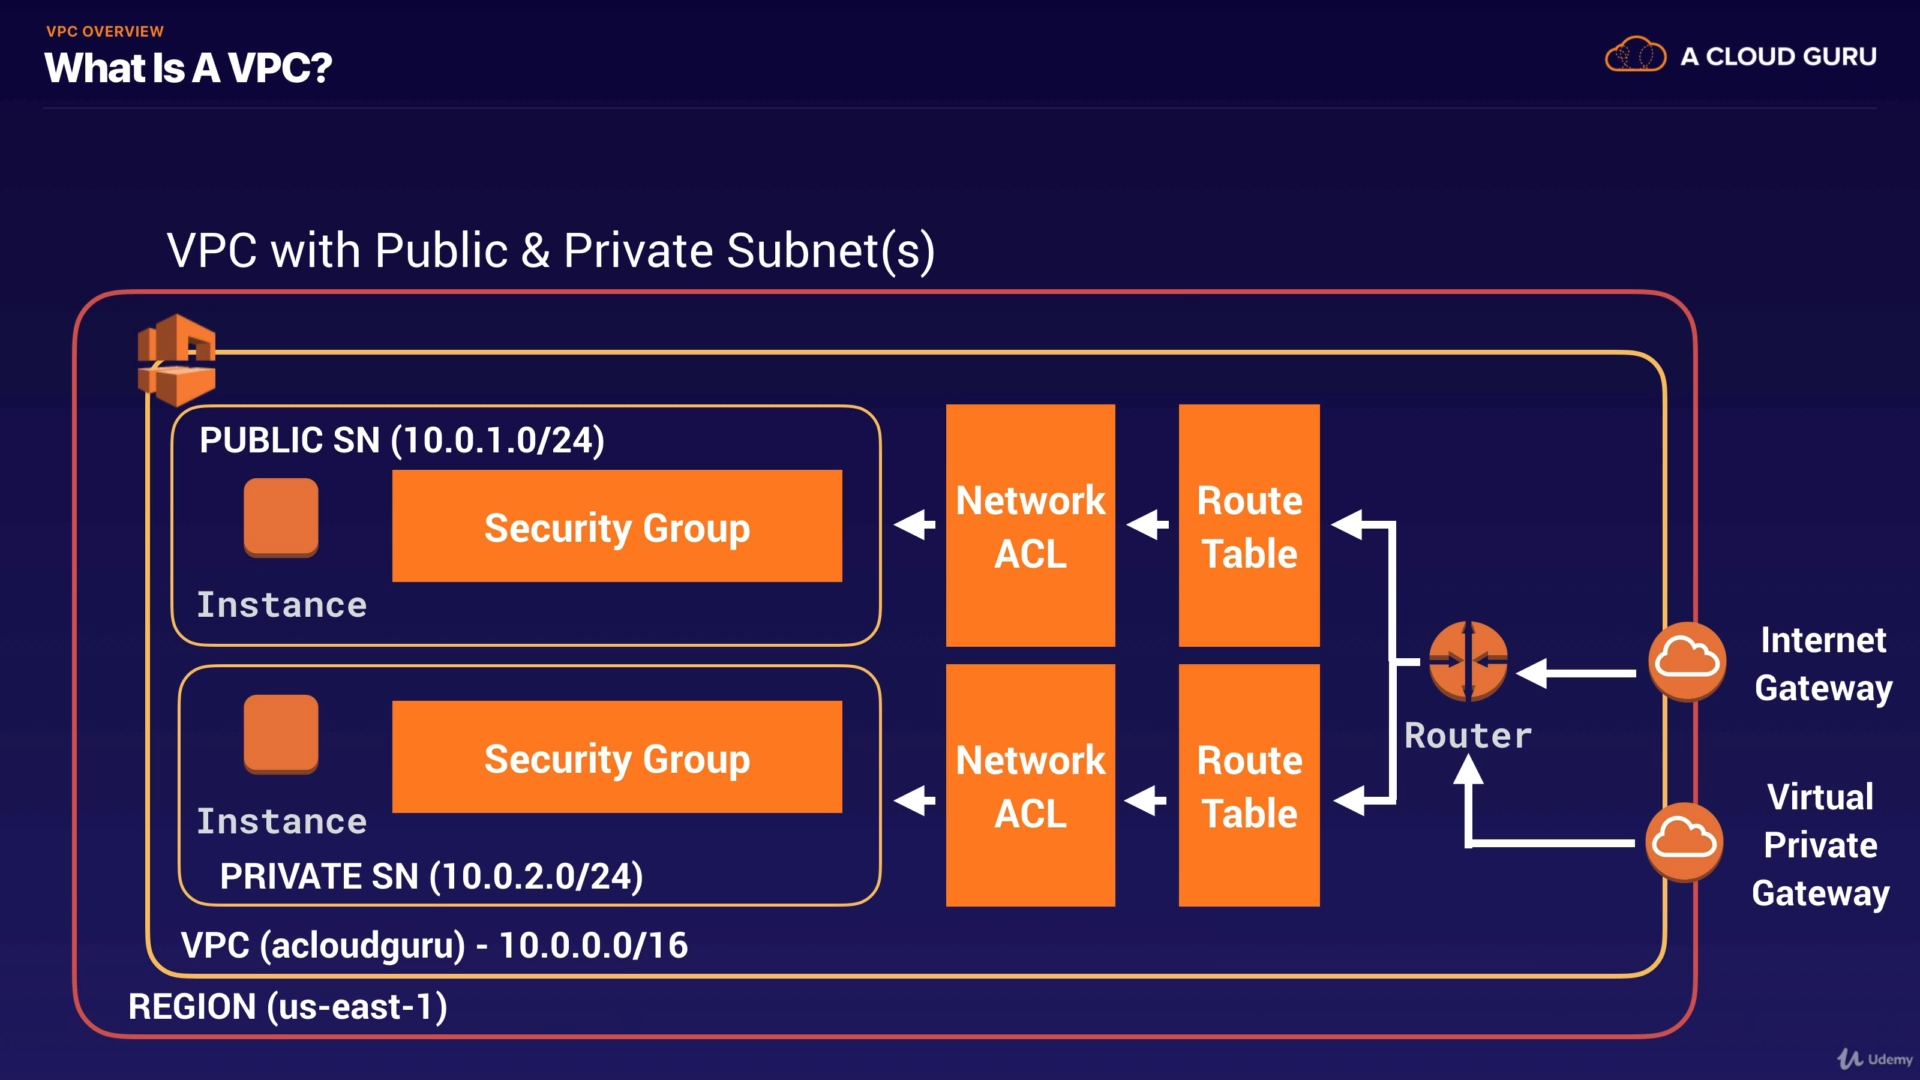 VPC OVERVIEW
What Is A VPC?
A CLOUD GURU
VPC with Public & Private Subnet(s)
PUBLIC SN (10.0.1.0/24)
Security Group
Instance
Network
ACL
Route
Table
Security Group
Instance
PRIVATE SN (10.0.2.0/24)
Network
ACL
Route
Table
Router
Internet
Gateway
Virtual
Private
Gateway
VPC (acloudguru) - 10.0.0.0/16
REGION (us-east-1)
Udemy